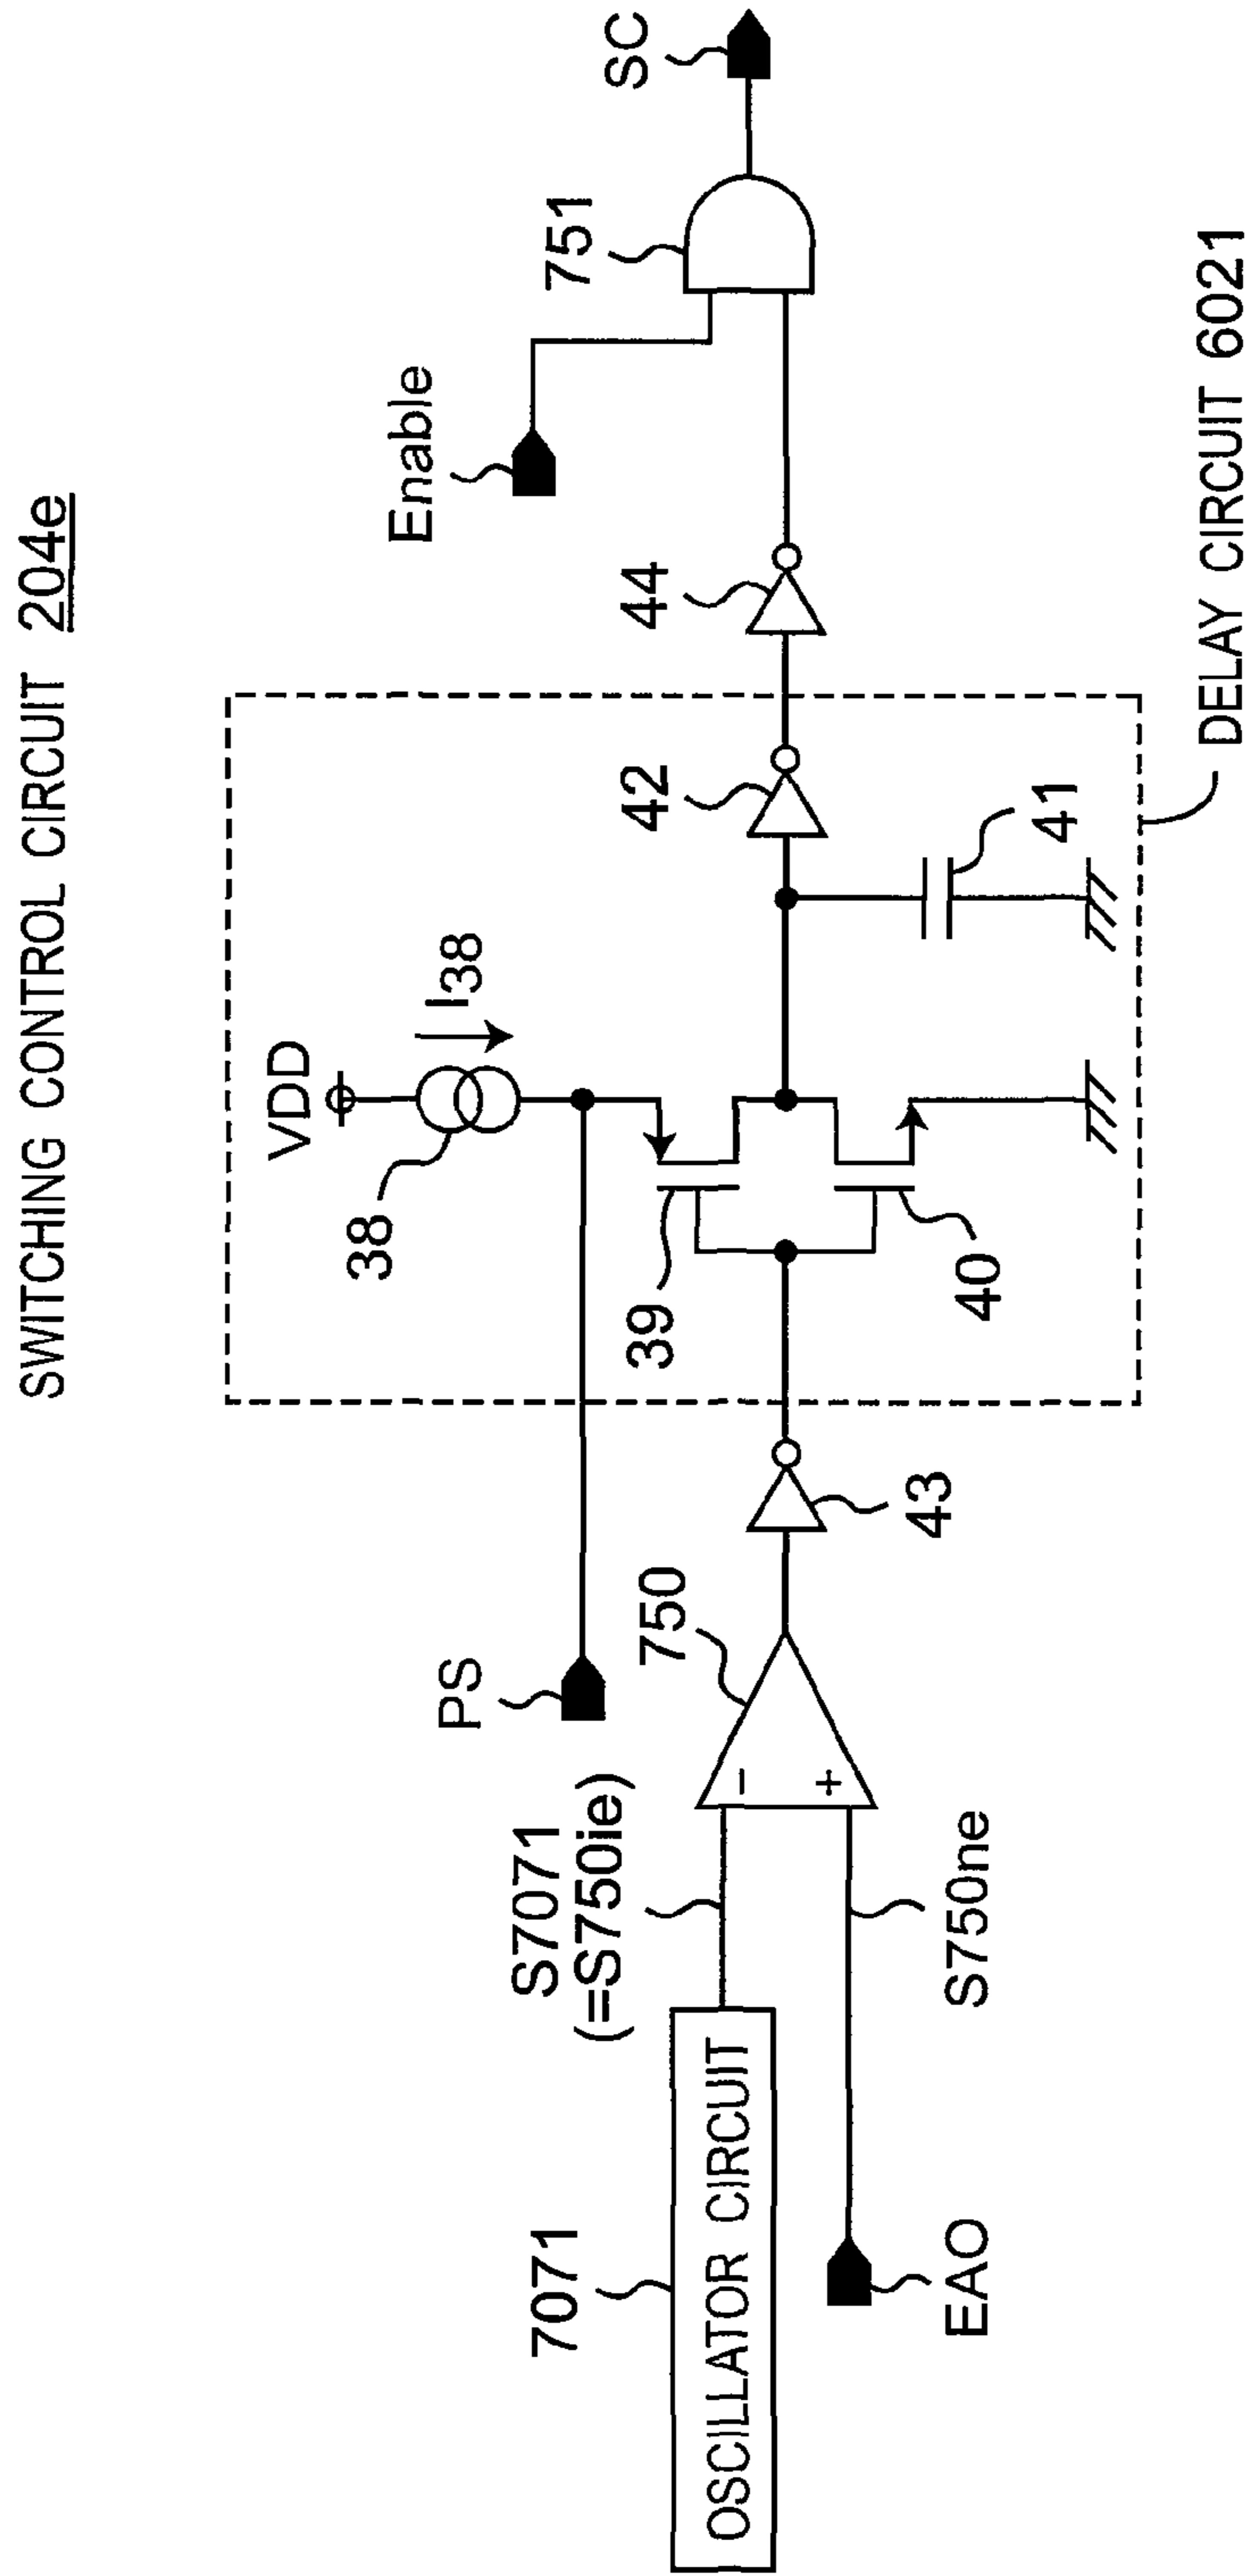 SWITCHING CONTROL CIRCUIT 204e
VDD
I38
38
PS
39
40
41
42
43
44
Enable
751
SC
750
-
+
S7071
(=S750ie)
7071
OSCILLATOR CIRCUIT
S750ne
EAO
DELAY CIRCUIT 6021